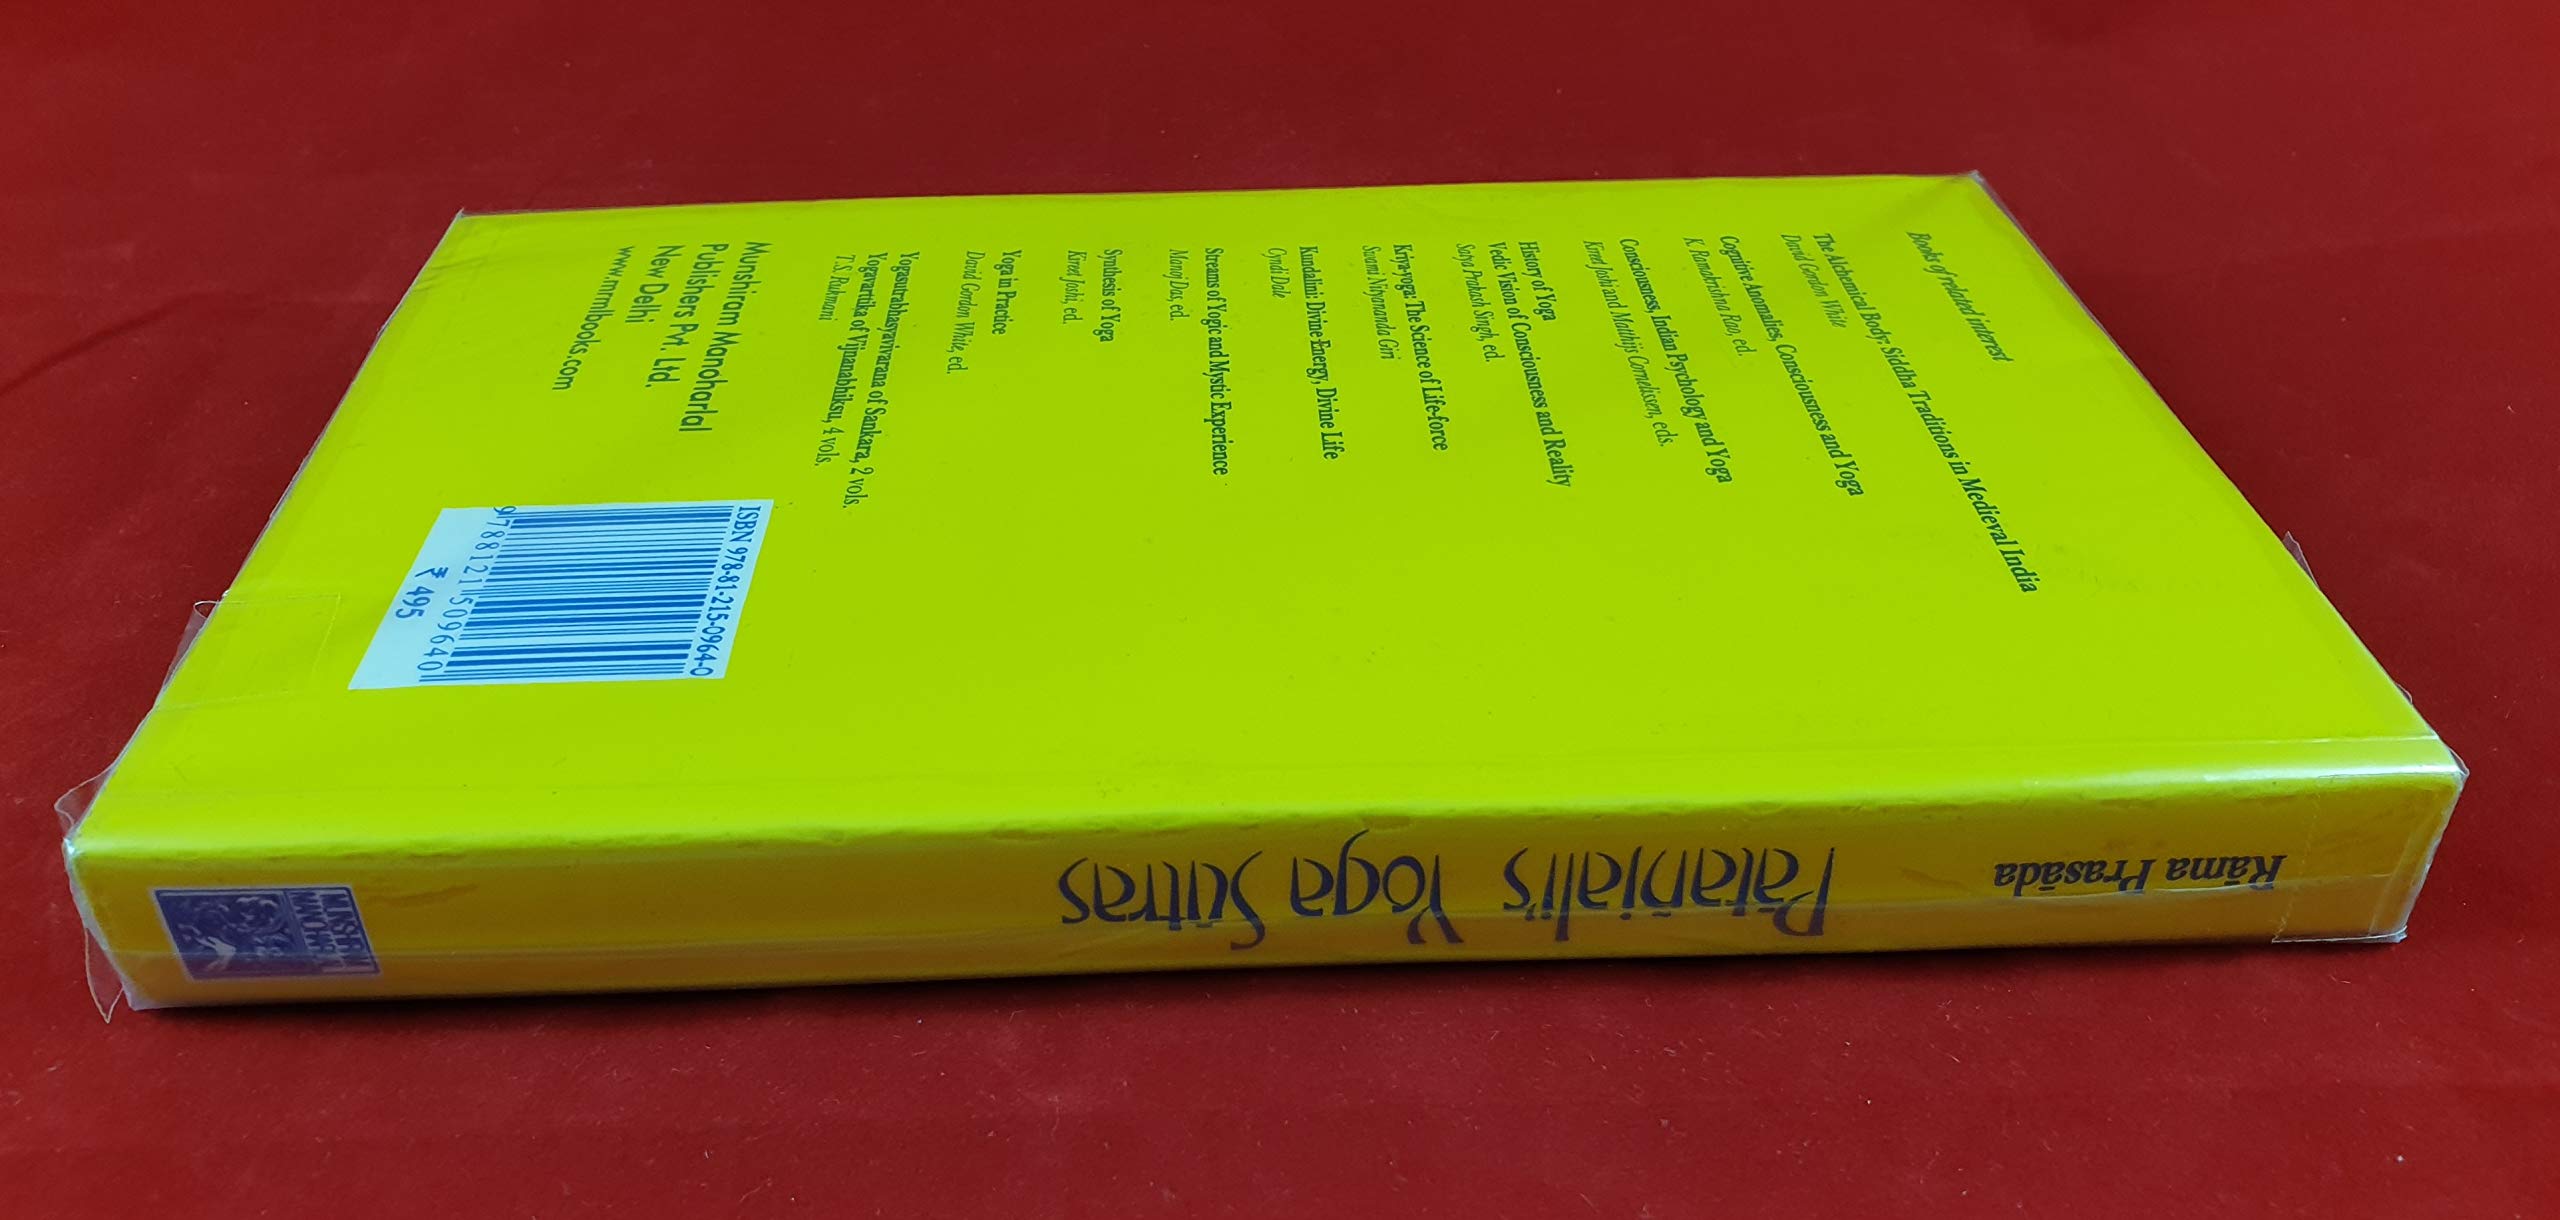 Books of related interest
The Alchemical Body: Siddha Traditions in Medieval India
David Gordon White
Cognitive Anomalies, Consciousness and Yoga
K. Ramakrishna Rao, ed.
Consciousness, Indian Psychology and Yoga
Kireet Joshi and Matthijs Cornelissen, eds.
History of Yoga
Vedic Vision of Consciousness and Reality
Satya Prakash Singh, ed.
Kriya-yoga: The Science of Life-force
Swami Nityananda Giri
Kundalini: Divine Energy, Divine Life
Cyndi Dale
Streams of Yogic and Mystic Experience
Manoj Das, ed.
Synthesis of Yoga
Kireet Joshi, ed.
Yoga in Practice
David Gordon White, ed.
Yogasutrabhasyavivarana of Sankara, 2 vols.
Yogavartika of Vijnanabhiksu, 4 vols.
T.S. Rukmani
Munshiram Manoharlal
Publishers Pvt. Ltd.
New Delhi
www.mrmlbooks.com
ISBN 978-81-215-0964-0
9788121509640
₹ 495
Rāma Prasāda
Pātañjali's Yoga Sūtras